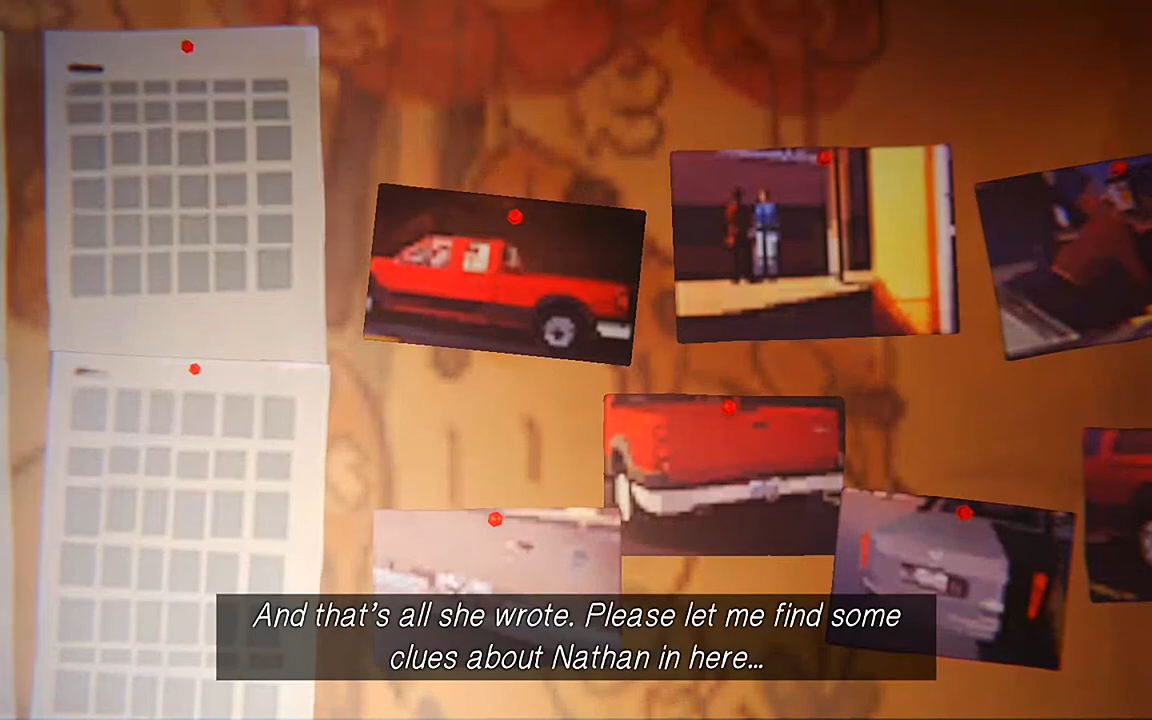 And that's all she wrote. Please let me find some
clues about Nathan in here...